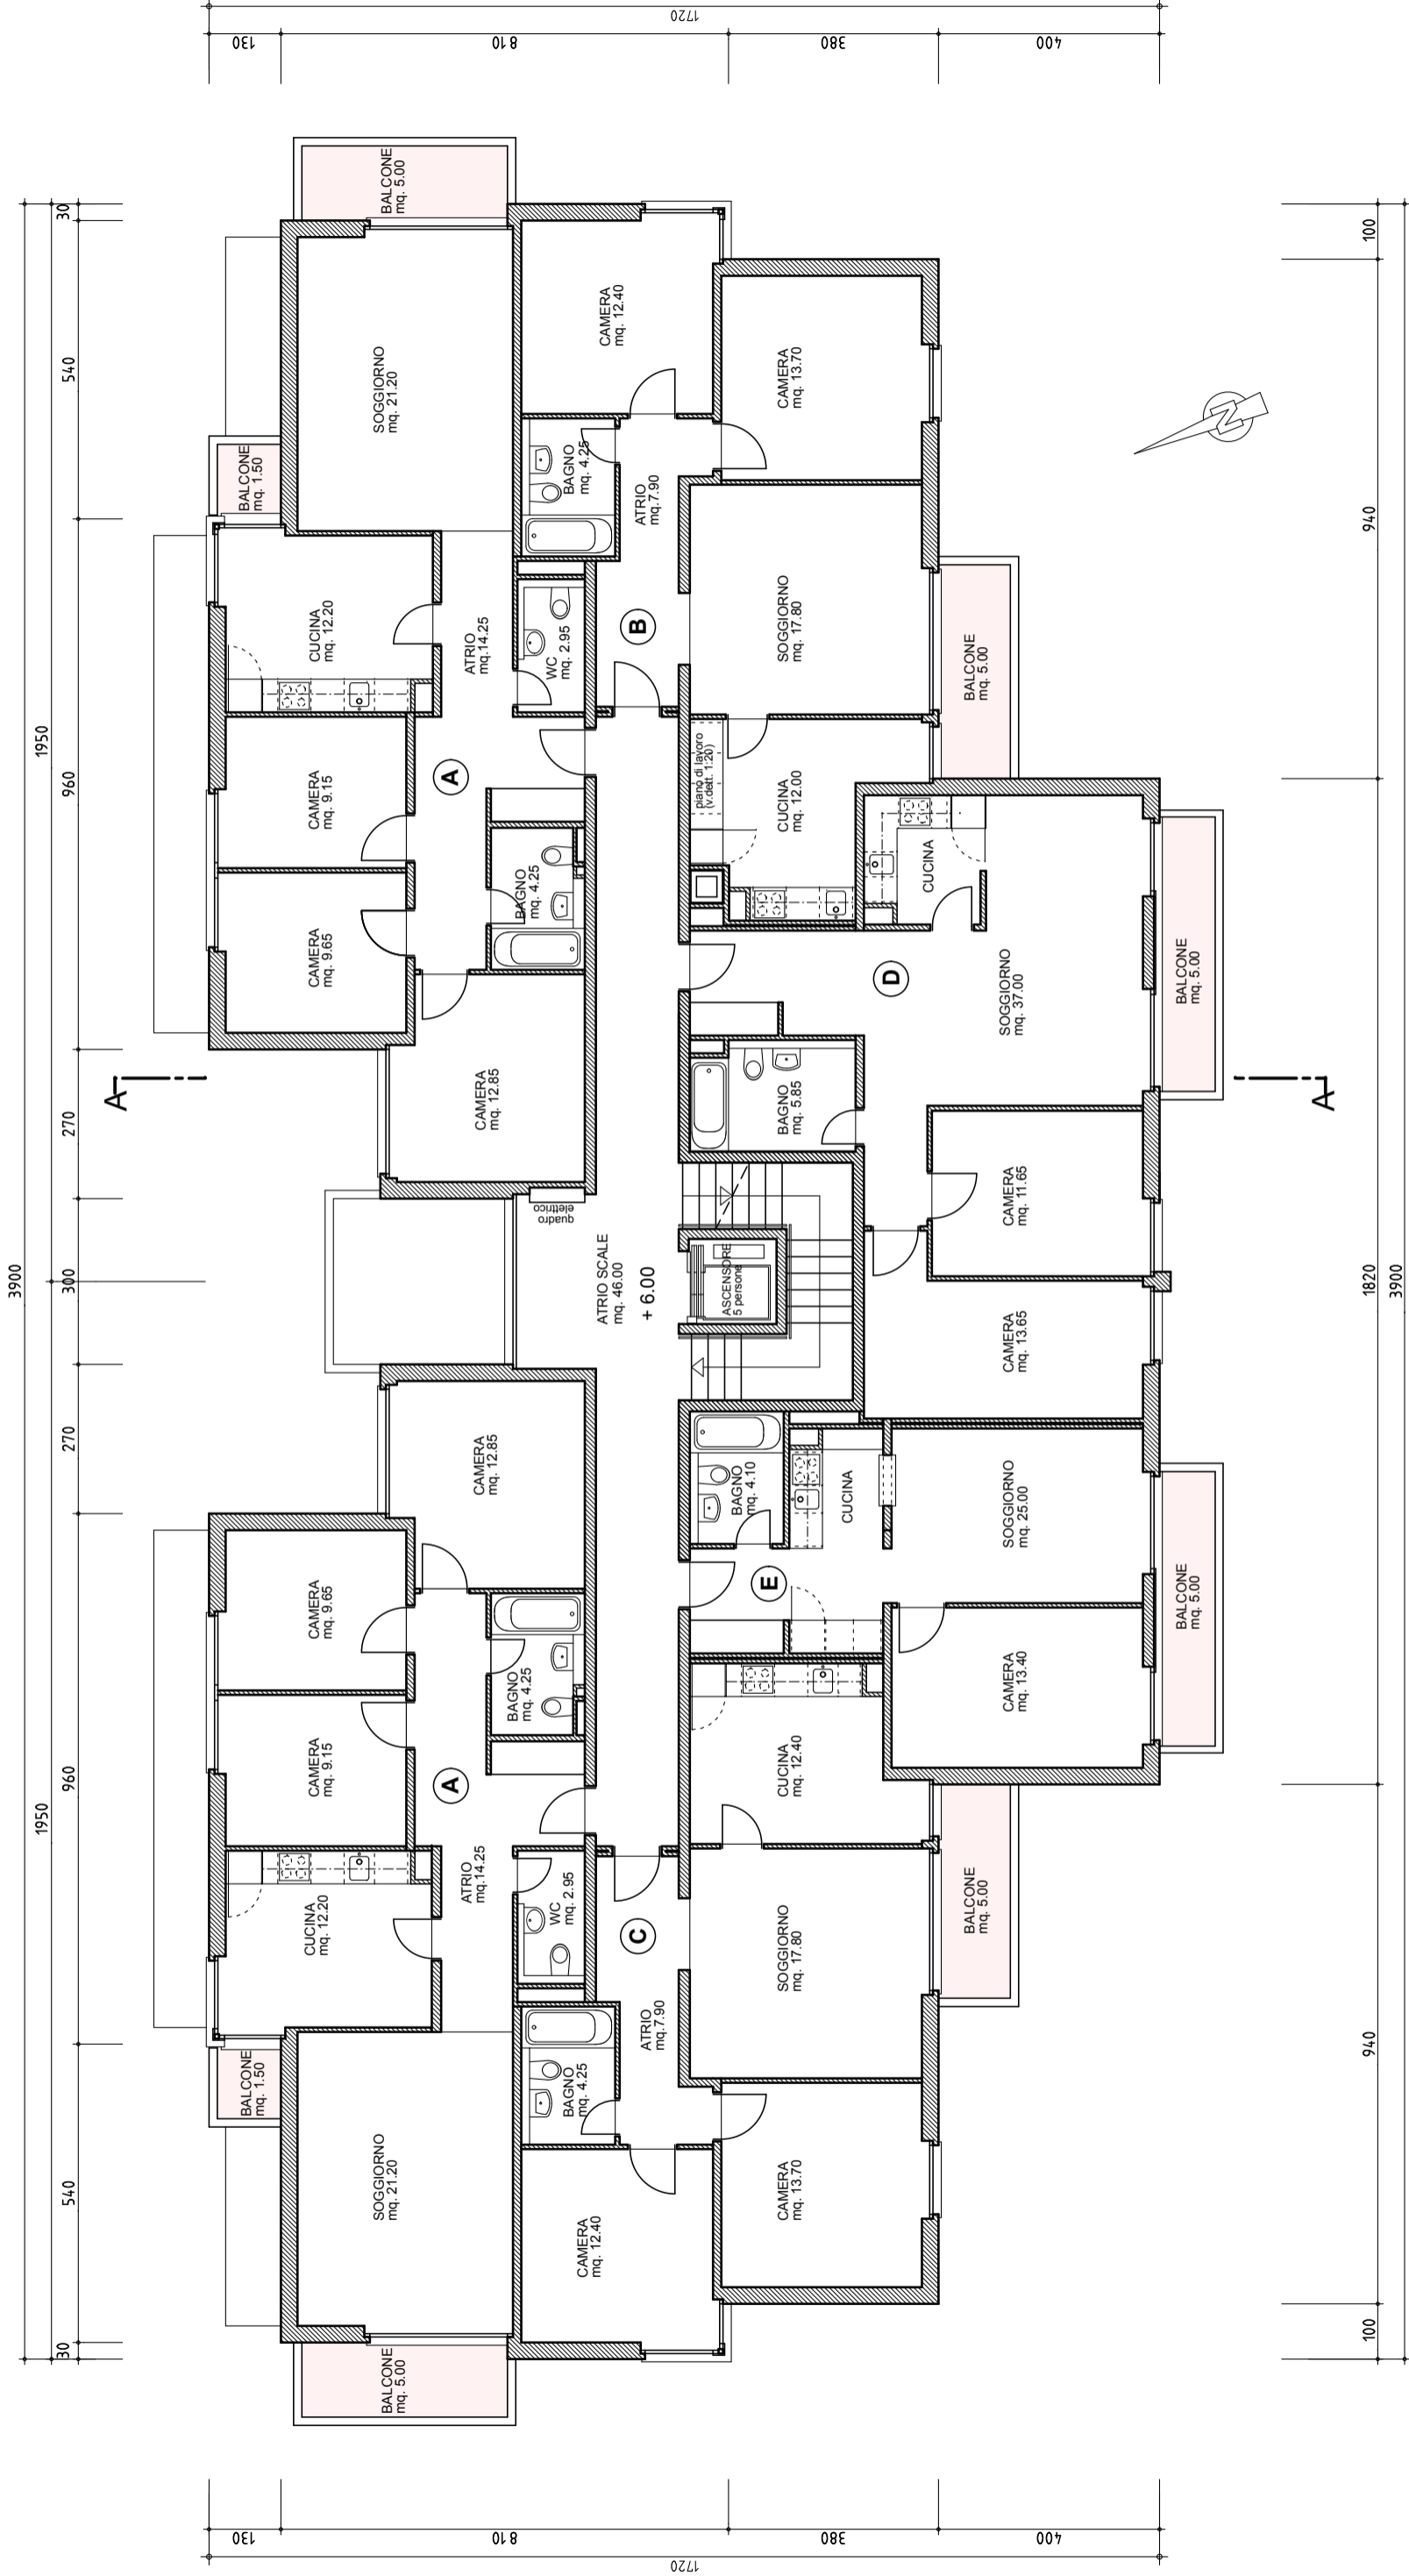 3900
1950
1950
30
540
960
270
300
270
960
540
30
A
A
1720
130
810
380
400
130
810
380
400
1720
BALCONE
mq. 1.50
CUCINA
mq. 12.20
CAMERA
mq. 9.15
CAMERA
mq. 9.65
CAMERA
mq. 9.65
CAMERA
mq. 9.15
CUCINA
mq. 12.20
BALCONE
mq. 1.50
BALCONE
mq. 5.00
SOGGIORNO
mq. 21.20
ATRIO
mq.14.25
A
CAMERA
mq. 12.85
CAMERA
mq. 12.85
A
ATRIO
mq.14.25
SOGGIORNO
mq. 21.20
BALCONE
mq. 5.00
BAGNO
mq. 4.25
WC
mq. 2.95
BAGNO
mq. 4.25
quadro
elettrico
BAGNO
mq. 4.25
WC
mq. 2.95
BAGNO
mq. 4.25
CAMERA
mq. 12.40
ATRIO
mq.7.90
C
ATRIO SCALE
mq. 46.00
+ 6.00
B
ATRIO
mq.7.90
CAMERA
mq. 12.40
CAMERA
mq. 13.70
SOGGIORNO
mq. 17.80
CUCINA
mq. 12.40
E
BAGNO
mq. 4.10
CUCINA
ASCENSORE
5 persone
BAGNO
mq. 5.85
piano di lavoro
(v.dett. 1:20)
CUCINA
mq. 12.00
SOGGIORNO
mq. 17.80
CAMERA
mq. 13.70
D
CUCINA
BALCONE
mq. 5.00
CAMERA
mq. 13.40
SOGGIORNO
mq. 25.00
CAMERA
mq. 13.65
CAMERA
mq. 11.65
SOGGIORNO
mq. 37.00
BALCONE
mq. 5.00
BALCONE
mq. 5.00
BALCONE
mq. 5.00
N
100
940
1820
940
100
3900